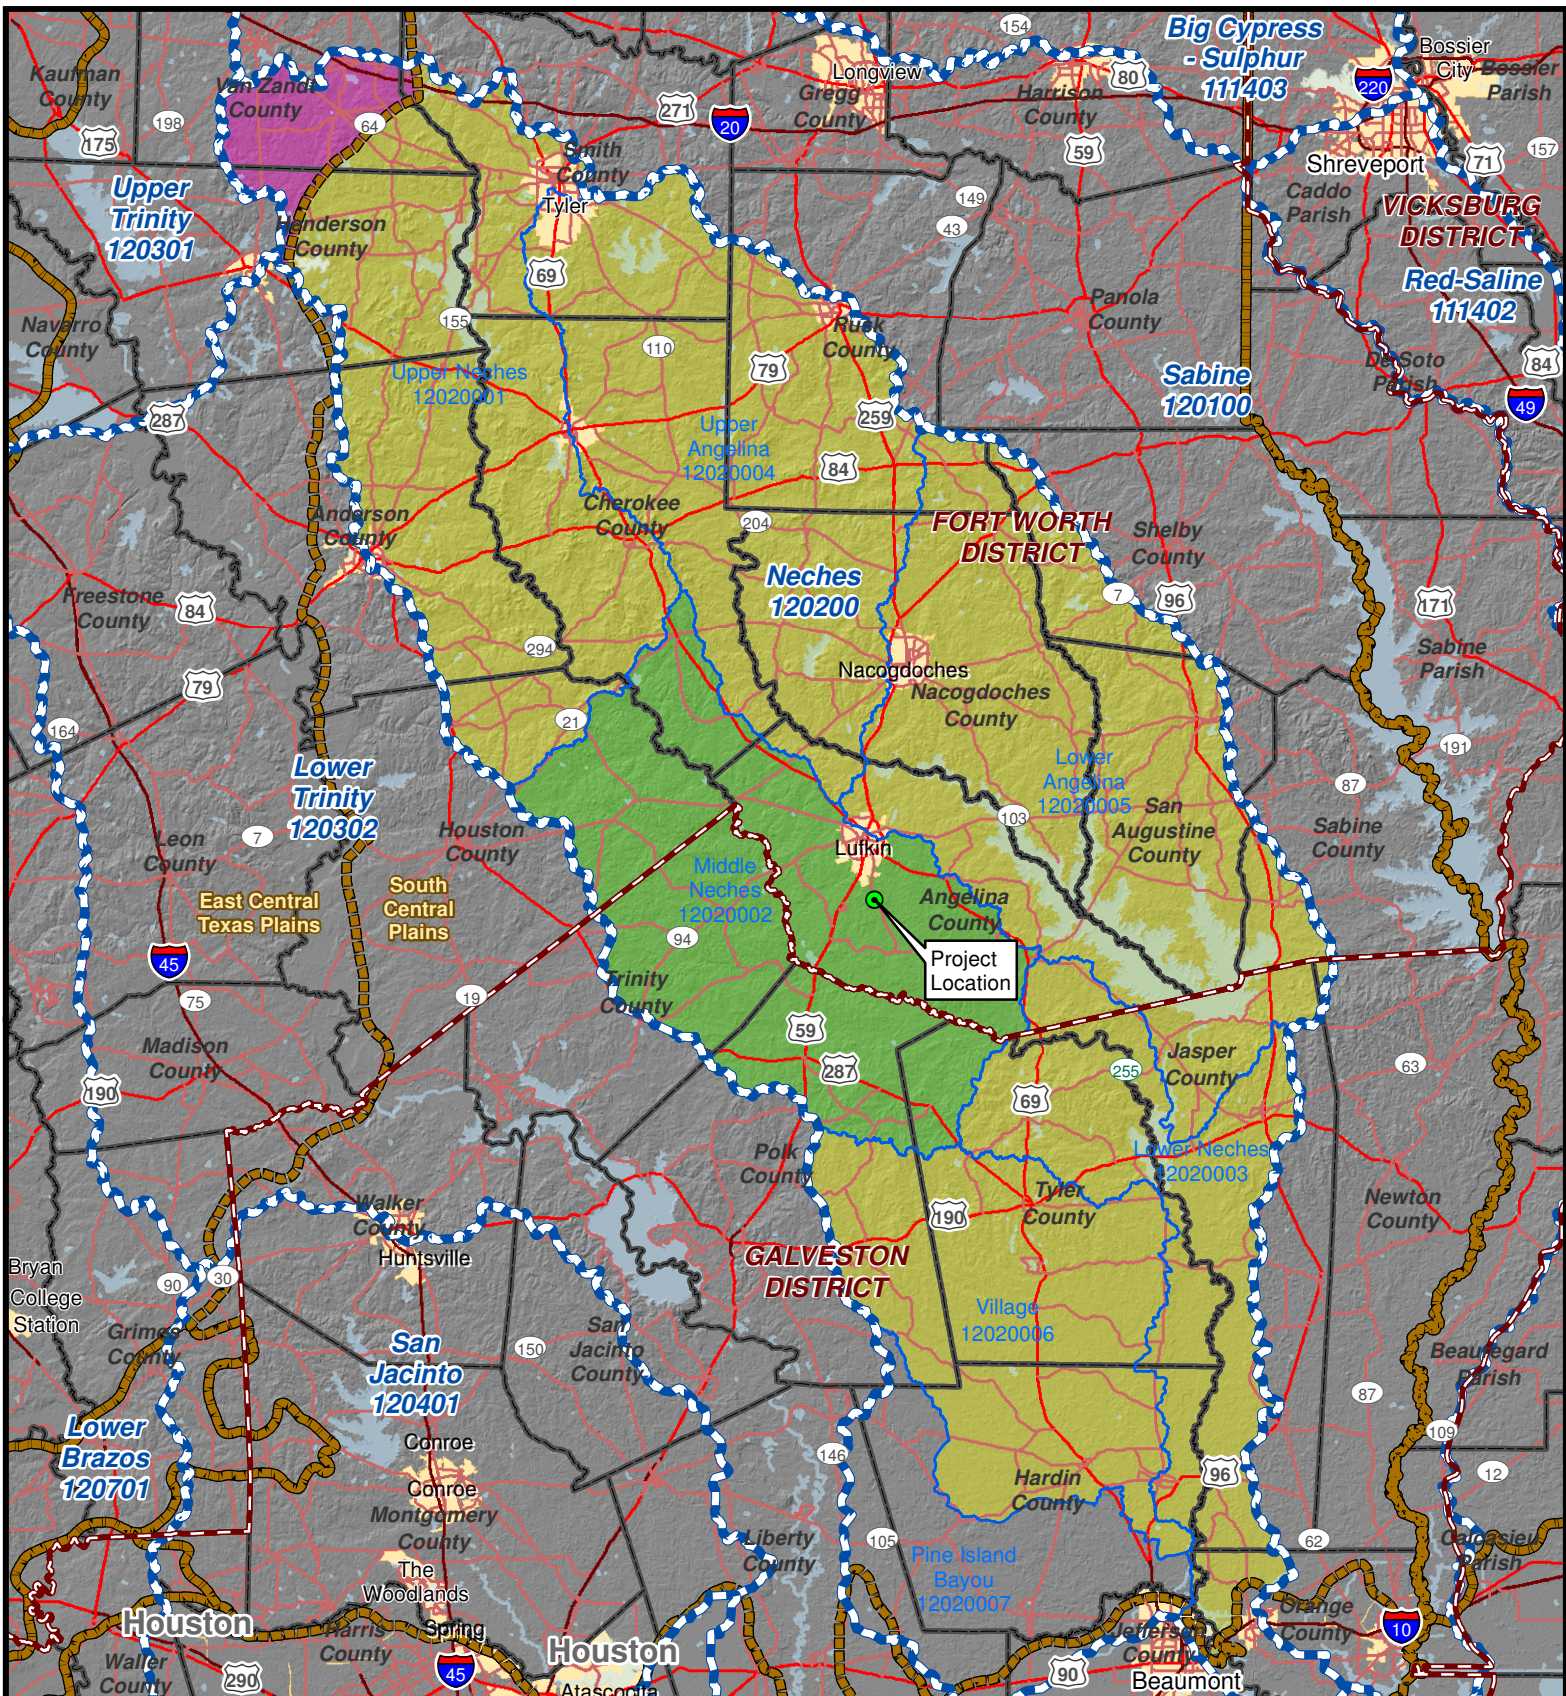 154
Big Cypress
- Sulphur
111403
Bossier
City
Bossier
Parish
Kaufman
County
Van Zandt
County
Longview
Gregg
County
80
Harrison
County
220
198
175
64
271
20
59
71
157
Smith
County
Shreveport
Caddo
Parish
VICKSBURG
DISTRICT
Upper
Trinity
120301
Tyler
149
43
Henderson
County
69
Red-Saline
111402
Navarro
County
155
110
Rusk
County
Panola
County
De Soto
Parish
84
Upper Neches
12020001
79
Sabine
120100
49
287
259
Upper
Angelina
12020004
84
Cherokee
County
Anderson
County
204
FORT WORTH
DISTRICT
Shelby
County
Neches
120200
Freestone
County
84
7
96
171
294
Nacogdoches
Nacogdoches
County
Sabine
Parish
79
21
164
191
Lower
Trinity
120302
Lower
Angelina
12020005
87
103
San
Augustine
County
Sabine
County
Leon
County
7
Houston
County
Lufkin
Middle
Neches
12020002
East Central
Texas Plains
South
Central
Plains
Angelina
County
94
Project
Location
45
75
19
Trinity
County
59
287
Madison
County
Jasper
County
255
63
190
69
Polk
County
Lower Neches
2020003
Walker
County
Huntsville
190
Tyler
County
Newton
County
Bryan
College
Station
90
30
GALVESTON
DISTRICT
Village
12020006
Grimes
County
San
Jacinto
120401
150
San
Jacinto
County
Beauregard
Parish
87
Lower
Brazos
120701
Conroe
Conroe
Montgomery
County
146
109
12
Hardin
County
96
Liberty
County
105
62
Calcasieu
Parish
Pine Island
Bayou
12020007
The
Woodlands
Houston
Harris
County
Spring
Houston
Orange
County
10
Jefferson
County
Waller
County
290
45
Atascocita
90
Beaumont